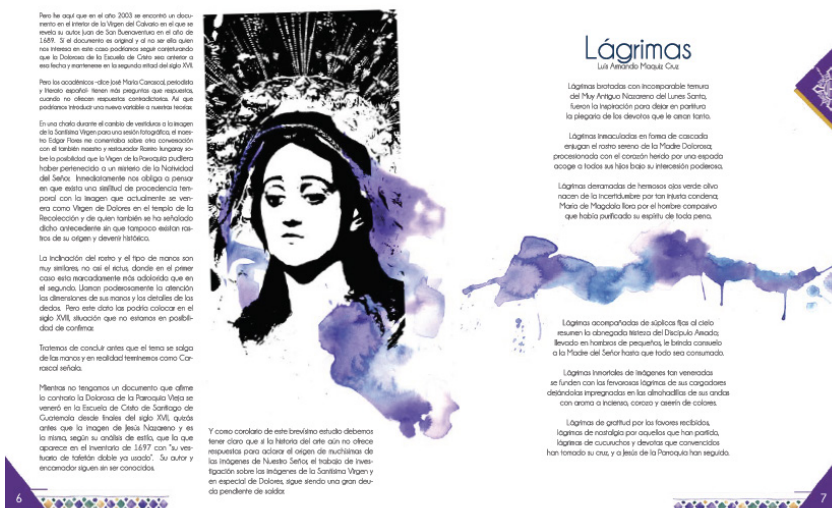 Pero he aquí que en el año 2003 se encontró un docu-
mento en el interior de la Virgen del Calvario en el que se
revela su autor, Juan de San Buenaventura en el año de
1689. Si el documento es original y al no ser ella quien
nos interesa en este caso podríamos seguir conjeturando
que la Dolorosa de la Escuela de Cristo sea anterior a
esa fecha y mantenerse en la segunda mitad del siglo XVII.
Pero los académicos -dice José María Carrascal, periodista
y literato español- tienen más preguntas que respuestas,
cuando no ofrecen respuestas contradictorias. Así que
podríamos introducir una nueva variable a nuestras teorías:
En una charla durante el cambio de vestiduras a la imagen
de la Santísima Virgen para una sesión fotográfica, el maes-
tro Edgar Flores me comentaba sobre otra conversación
con el también maestro y restaurador Ramiro Irungaray so-
bre la posibilidad que la Virgen de la Parroquia pudiera
haber pertenecido a un misterio de la Natividad
del Señor. Inmediatamente nos obliga a pensar
en que exista una similitud de procedencia tem-
poral con la imagen que actualmente se ven-
era como Virgen de Dolores en el templo de la
Recolección y de quien también se ha señalado
dicho antecedente sin que tampoco existan ras-
tros de su origen y devenir histórico.
La inclinación del rostro y el tipo de manos son
muy similares, no así el rictus, donde en el primer
caso esta marcadamente más adolorida que en
el segundo. Llaman poderosamente la atención
las dimensiones de sus manos y los detalles de los
dedos. Pero este dato las podría colocar en el
siglo XVIII, situación que no estamos en posibili-
dad de confirmar.
Tratemos de concluir antes que el tema se salga
de las manos y en realidad terminemos como Car-
rascal señala.
Mientras no tengamos un documento que afirme
lo contrario la Dolorosa de la Parroquia Vieja se
veneró en la Escuela de Cristo de Santiago de
Guatemala desde finales del siglo XVII; quizás
antes que la imagen de Jesús Nazareno y es
la misma, según su análisis de estilo, que la que
aparece en el inventario de 1697 con "su ves-
tuario de tafetán doble ya usado". Su autor y
encarnador siguen sin ser conocidos.
Y como corolario de este brevísimo estudio debemos
tener claro que si la historia del arte aún no ofrece
respuestas para aclarar el origen de muchísimas de
las imágenes de Nuestro Señor, el trabajo de inves-
tigación sobre las imágenes de la Santísima Virgen y
en especial de Dolores, sigue siendo una gran deu-
da pendiente de saldar.
6
Lágrimas
Luis Armando Maquiz Cruz
Lágrimas brotadas con incomparable ternura
del Muy Antiguo Nazareno del Lunes Santo,
fueron la inspiración para dejar en partitura
la plegaria de los devotos que le aman tanto.
Lágrimas inmaculadas en forma de cascada
enjugan el rostro sereno de la Madre Dolorosa;
procesionada con el corazón herido por una espada
acoge a todos sus hijos bajo su intercesión poderosa.
Lágrimas derramadas de hermosos ojos verde olivo
nacen de la incertidumbre por tan injusta condena;
María de Magdala llora por el hombre compasivo
que había purificado su espíritu de toda pena.
Lágrimas acompañadas de súplicas fijas al cielo
resumen la abnegada tristeza del Discípulo Amado;
llevado en hombros de pequeños, le brinda consuelo
a la Madre del Señor hasta que todo sea consumado.
Lágrimas inmortales de imágenes tan veneradas
se funden con las fervorosas lágrimas de sus cargadores
dejándolas impregnadas en las almohadillas de sus andas
con aroma a incienso, corozo y aserrín de colores.
Lágrimas de gratitud por los favores recibidos,
lágrimas de nostalgia por aquellos que han partido,
lágrimas de cucuruchos y devotas que convencidos
han tomado su cruz, y a Jesús de la Parroquia han seguido.
7